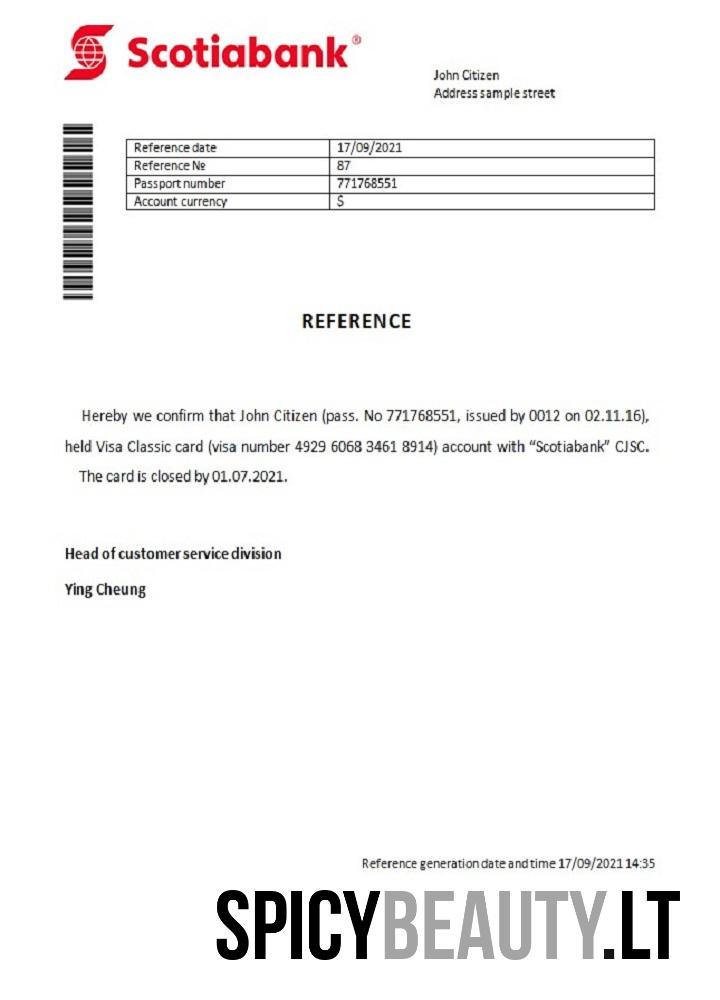 Scotiabank®
John Citizen
Address sample street
Reference date 17/09/2021
Reference № 87
Passport number 771768551
Account currency $
REFERENCE
Hereby we confirm that John Citizen (pass. No 771768551, issued by 0012 on 02.11.16),
held Visa Classic card (visa number 4929 6068 3461 8914) account with “Scotiabank” CJSC.
The card is closed by 01.07.2021.
Head of customer service division
Ying Cheung
Reference generation date and time 17/09/2021 14:35
SPICYBEAUTY.LT